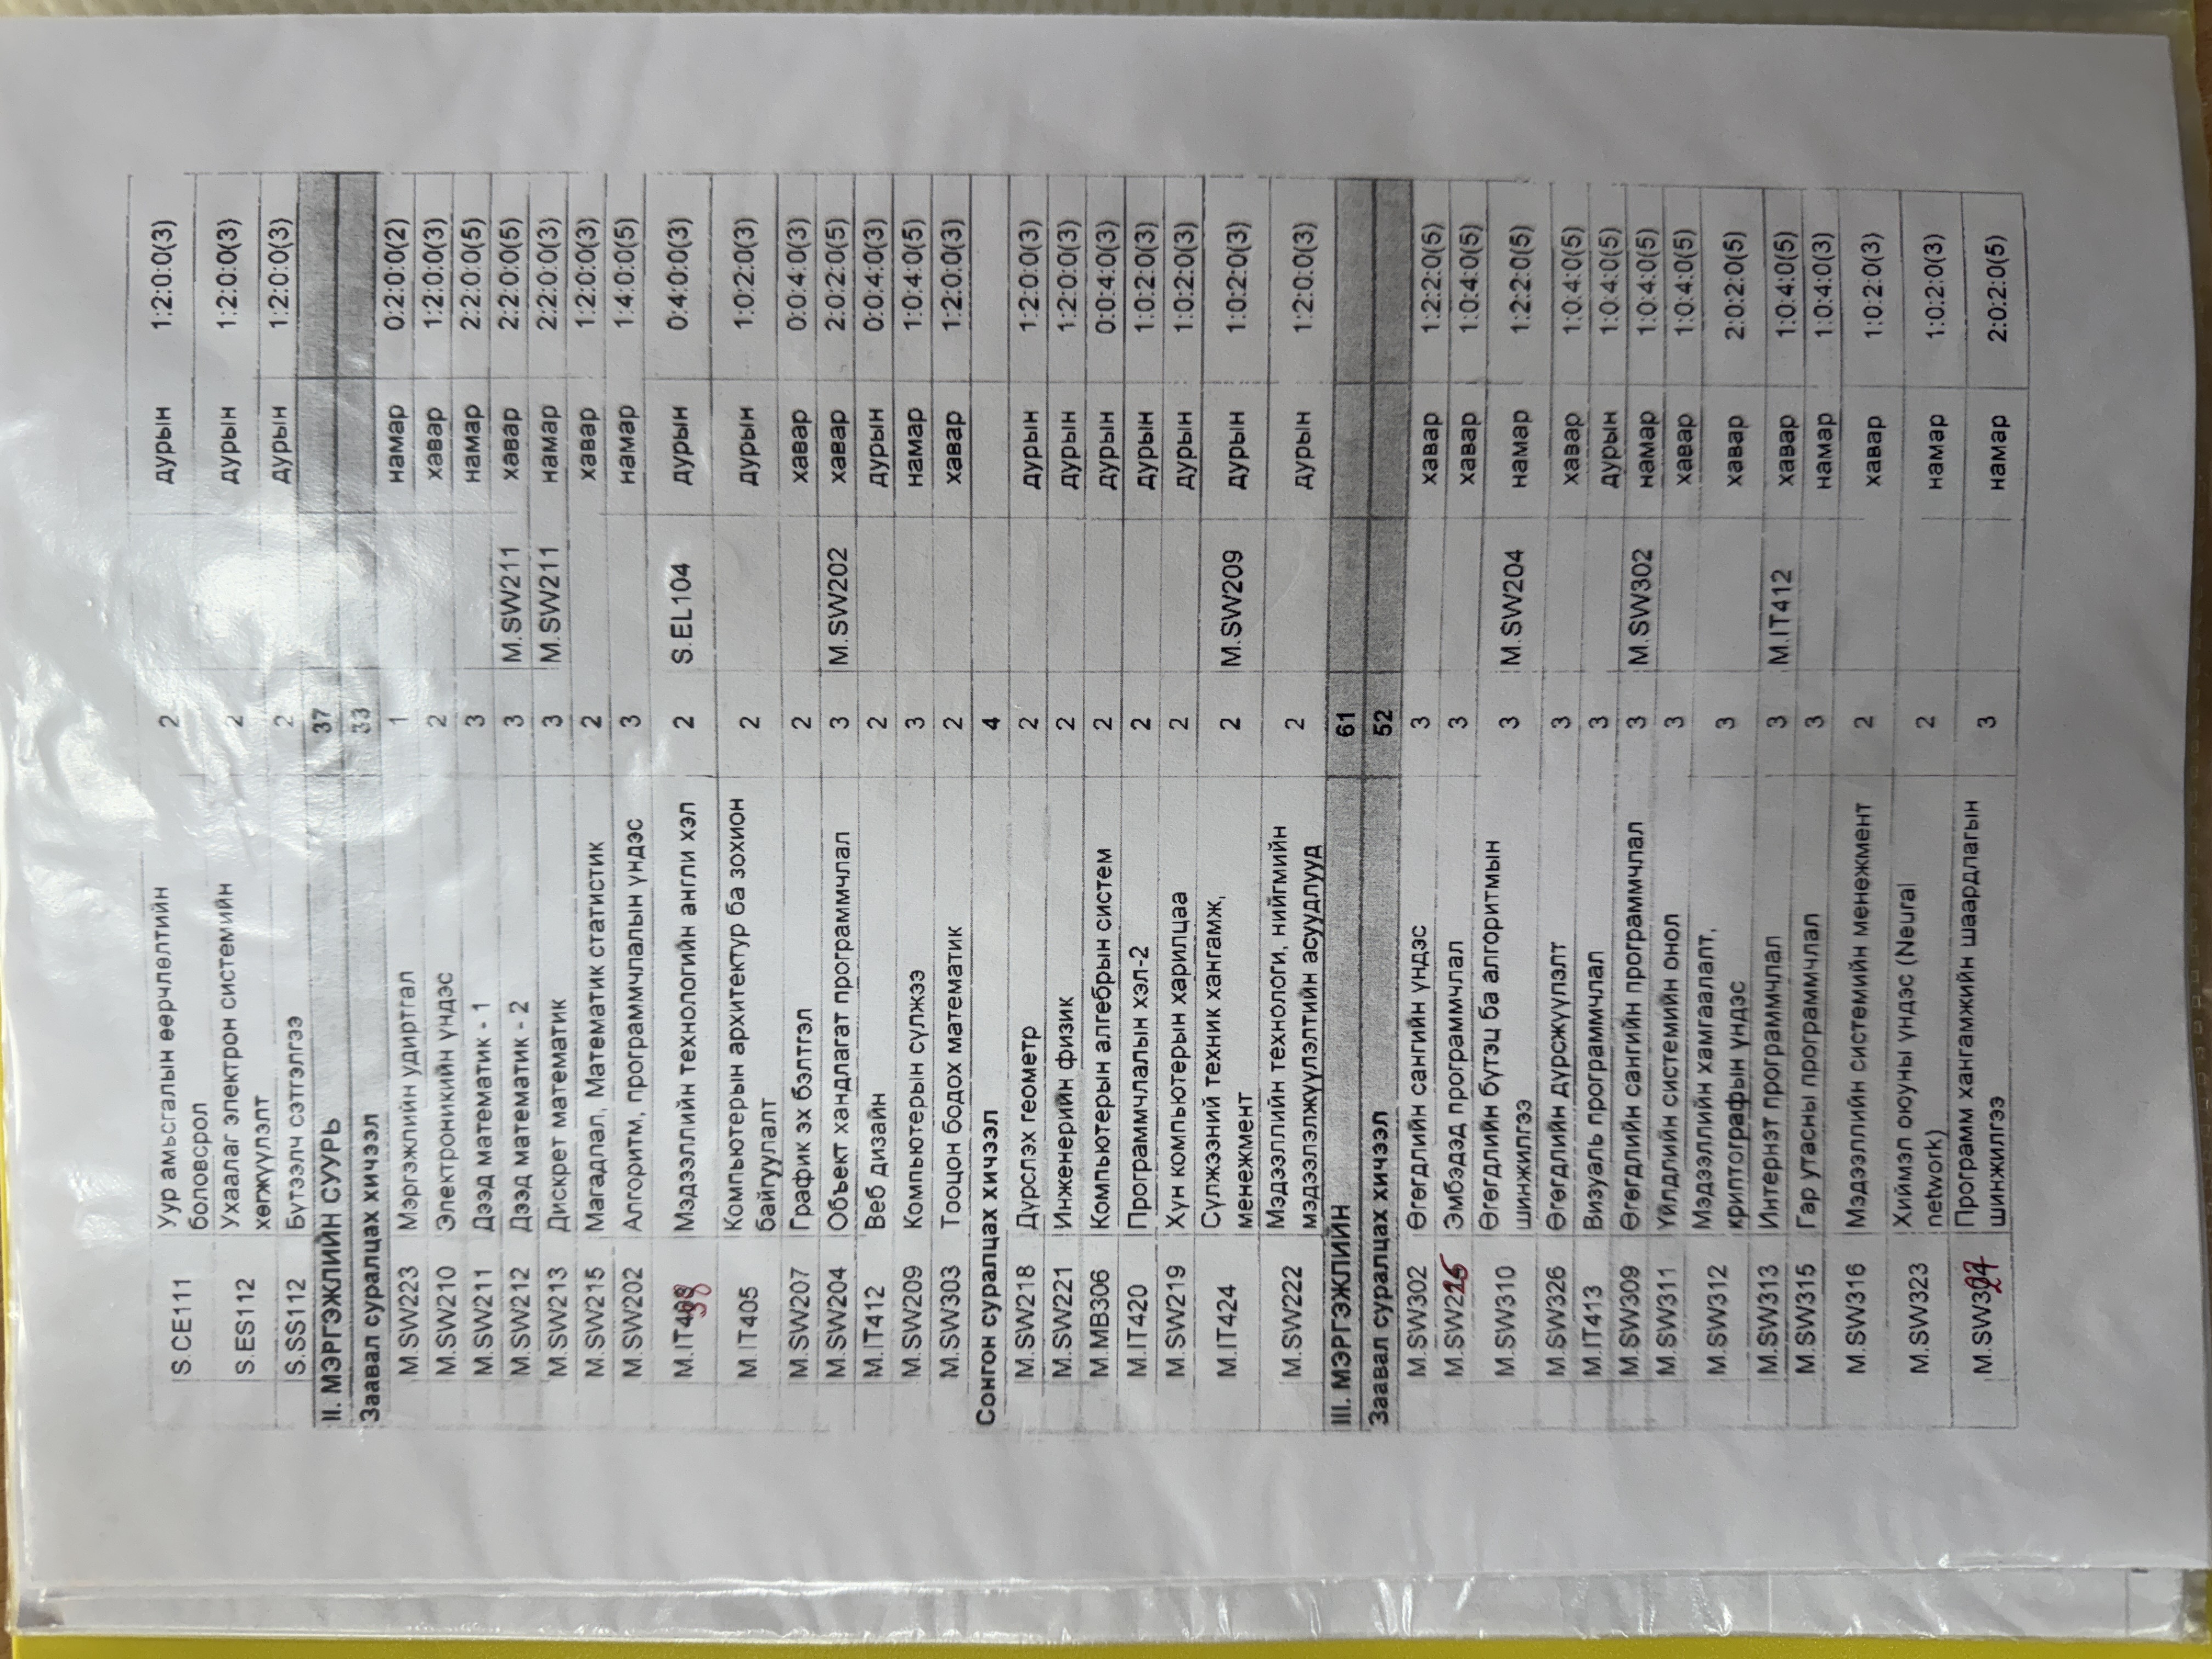 S.CE111 Уур амьсгалын өөрчлөлтийн 2 дурын 1:2:0:0(3)
боловсрол
S.ES112 Ухаалаг электрон системийн 2 дурын 1:2:0:0(3)
хөгжүүлэлт
S.SS112 Бүтээлч сэтгэлгээ 2 дурын 1:2:0:0(3)
II. МЭРГЭЖЛИЙН СУУРЬ 37
Заавал суралцах хичээл 33
M.SW223 Мэргэжлийн удиртгал 1 намар 0:2:0:0(2)
M.SW210 Электроникийн үндэс 2 хавар 1:2:0:0(3)
M.SW211 Дээд математик - 1 3 намар 2:2:0:0(5)
M.SW212 Дээд математик - 2 3 M.SW211 хавар 2:2:0:0(5)
M.SW213 Дискрет математик 3 M.SW211 намар 2:2:0:0(3)
M.SW215 Магадлал, Математик статистик 2 хавар 1:2:0:0(3)
M.SW202 Алгоритм, программчлалын үндэс 3 намар 1:4:0:0(5)
Мэдээллийн технологийн англи хэл 2 S.EL104 дурын 0:4:0:0(3)
M.IT405 Компьютерын архитектур ба зохион 2 дурын 1:0:2:0(3)
байгуулалт
M.SW207 График эх бэлтгэл 2 хавар 0:0:4:0(3)
M.SW204 Объект хандлагат программчлал 3 M.SW202 хавар 2:0:2:0(5)
M.IT412 Веб дизайн 2 дурын 0:0:4:0(3)
M.SW209 Компьютерын сүлжээ 3 намар 1:0:4:0(5)
M.SW303 Тооцон бодох математик 2 хавар 1:2:0:0(3)
Сонгон суралцах хичээл 4
M.SW218 Дүрслэх геометр 2 дурын 1:2:0:0(3)
M.SW221 Инженерийн физик 2 дурын 1:2:0:0(3)
M.MB306 Компьютерын алгебрын систем 2 дурын 0:0:4:0(3)
M.IT420 Программчлалын хэл-2 2 дурын 1:0:2:0(3)
M.SW219 Хүн компьютерын харилцаа 2 дурын 1:0:2:0(3)
M.IT424 Сүлжээний техник хангамж, 2 M.SW209 дурын 1:0:2:0(3)
менежмент
M.SW222 Мэдээллийн технологи, нийгмийн 2 дурын 1:2:0:0(3)
мэдээлэлжүүлэлтийн асуудлууд
III. МЭРГЭЖЛИЙН 61
Заавал суралцах хичээл 52
M.SW302 Өгөгдлийн сангийн үндэс 3 хавар 1:2:2:0(5)
Эмбэдэд программчлал 3 хавар 1:0:4:0(5)
M.SW310 Өгөгдлийн бүтэц ба алгоритмын 3 M.SW204 намар 1:2:2:0(5)
шинжилгээ
M.SW326 Өгөгдлийн дүрсжүүлэлт 3 хавар 1:0:4:0(5)
M.IT413 Визуаль программчлал 3 дурын 1:0:4:0(5)
M.SW309 Өгөгдлийн сангийн программчлал 3 M.SW302 намар 1:0:4:0(5)
M.SW311 Үйлдлийн системийн онол 3 хавар 1:0:4:0(5)
M.SW312 Мэдээллийн хамгаалалт, 3 хавар 2:0:2:0(5)
криптографын үндэс
M.SW313 Интернэт программчлал 3 M.IT412 хавар 1:0:4:0(5)
M.SW315 Гар утасны программчлал 3 намар 1:0:4:0(3)
M.SW316 Мэдээллийн системийн менежмент 2 хавар 1:0:2:0(3)
M.SW323 Хиймэл оюуны үндэс (Neural 2 намар 1:0:2:0(3)
network)
Программ хангамжийн шаардлагын 3 намар 2:0:2:0(5)
шинжилгээ